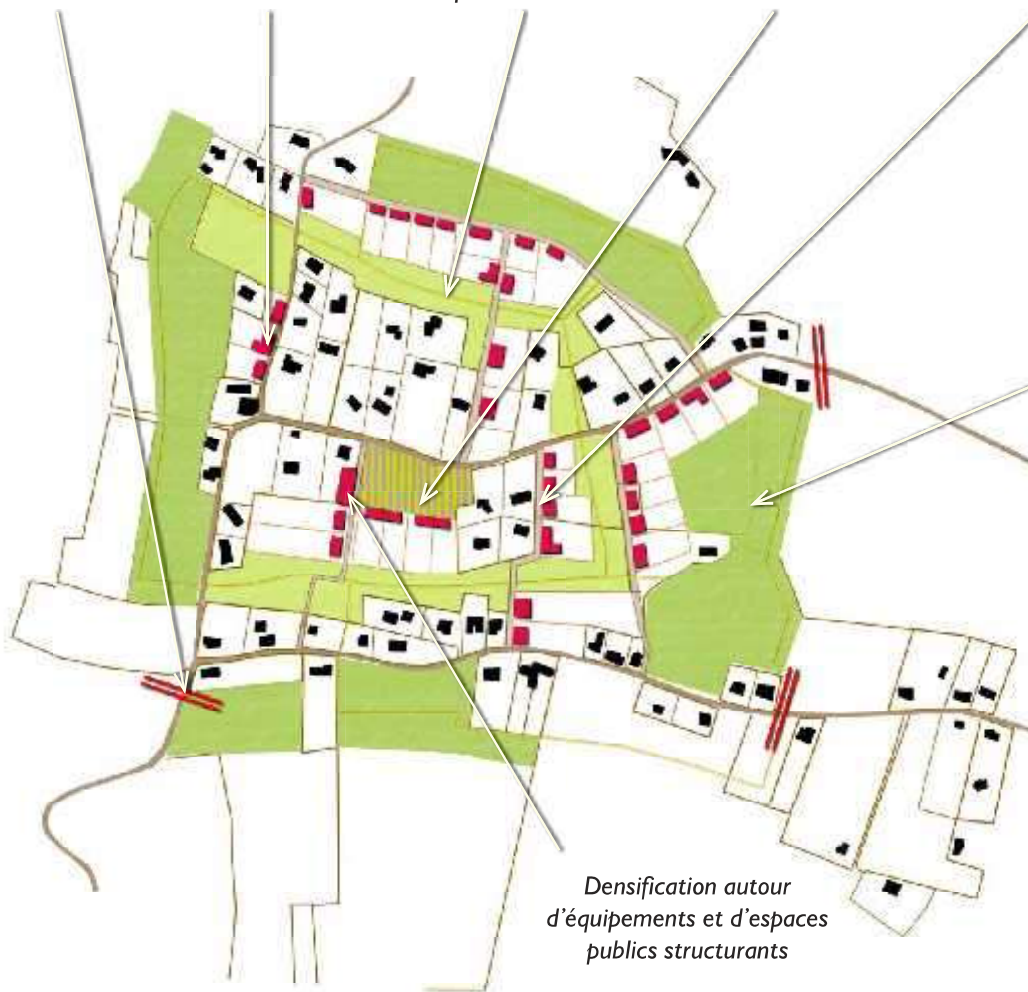 Densification autour
d'équipements et d'espaces
publics structurants